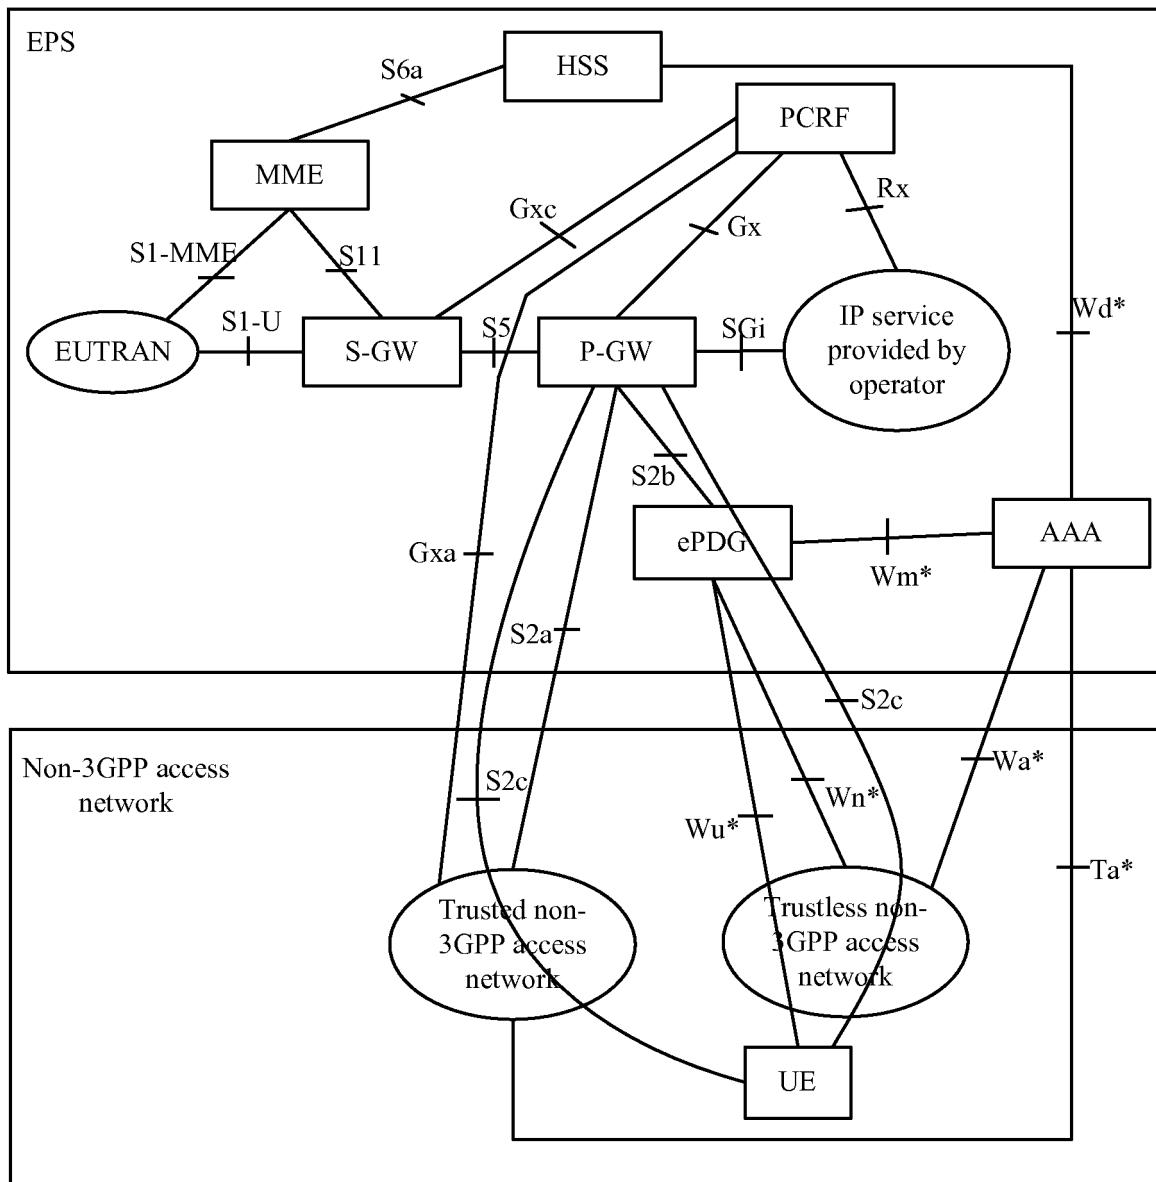 EPS
HSS
S6a
PCRF
MME
Rx
Gxc
Gx
S1-MME
S11
Wd*
S1-U
S5
SGi
IP service
provided by
operator
EUTRAN
S-GW
P-GW
S2b
ePDG
AAA
Gxa
Wm*
S2a
S2c
Non-3GPP access
network
S2c
Wa*
Wn*
Wu*
Ta*
Trusted non-
3GPP access
network
Trustless non-
3GPP access
network
UE